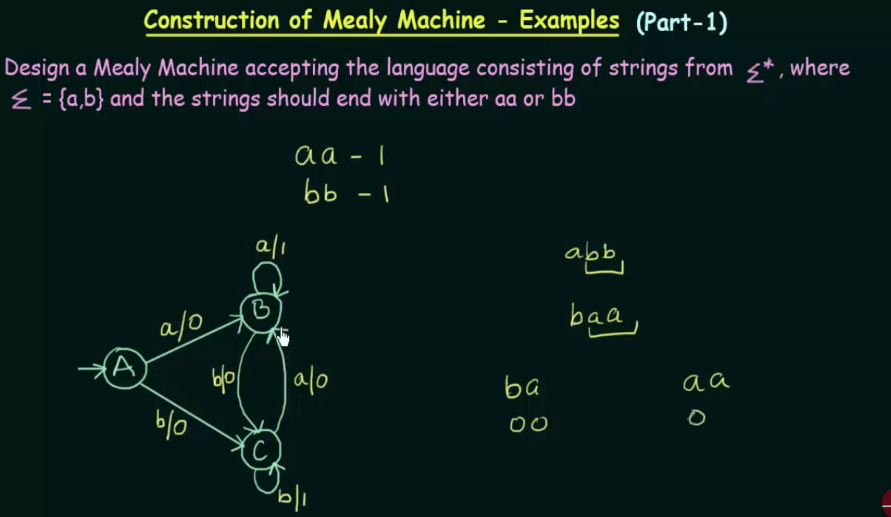 Construction of Mealy Machine - Examples (Part-1)
Design a Mealy Machine accepting the language consisting of strings from Σ*, where
Σ = {a,b} and the strings should end with either aa or bb
aa - 1
bb - 1
a/1
abb
B
a/0
baa
A
b/0
a/0
ba
aa
00
0
b/0
C
b/1